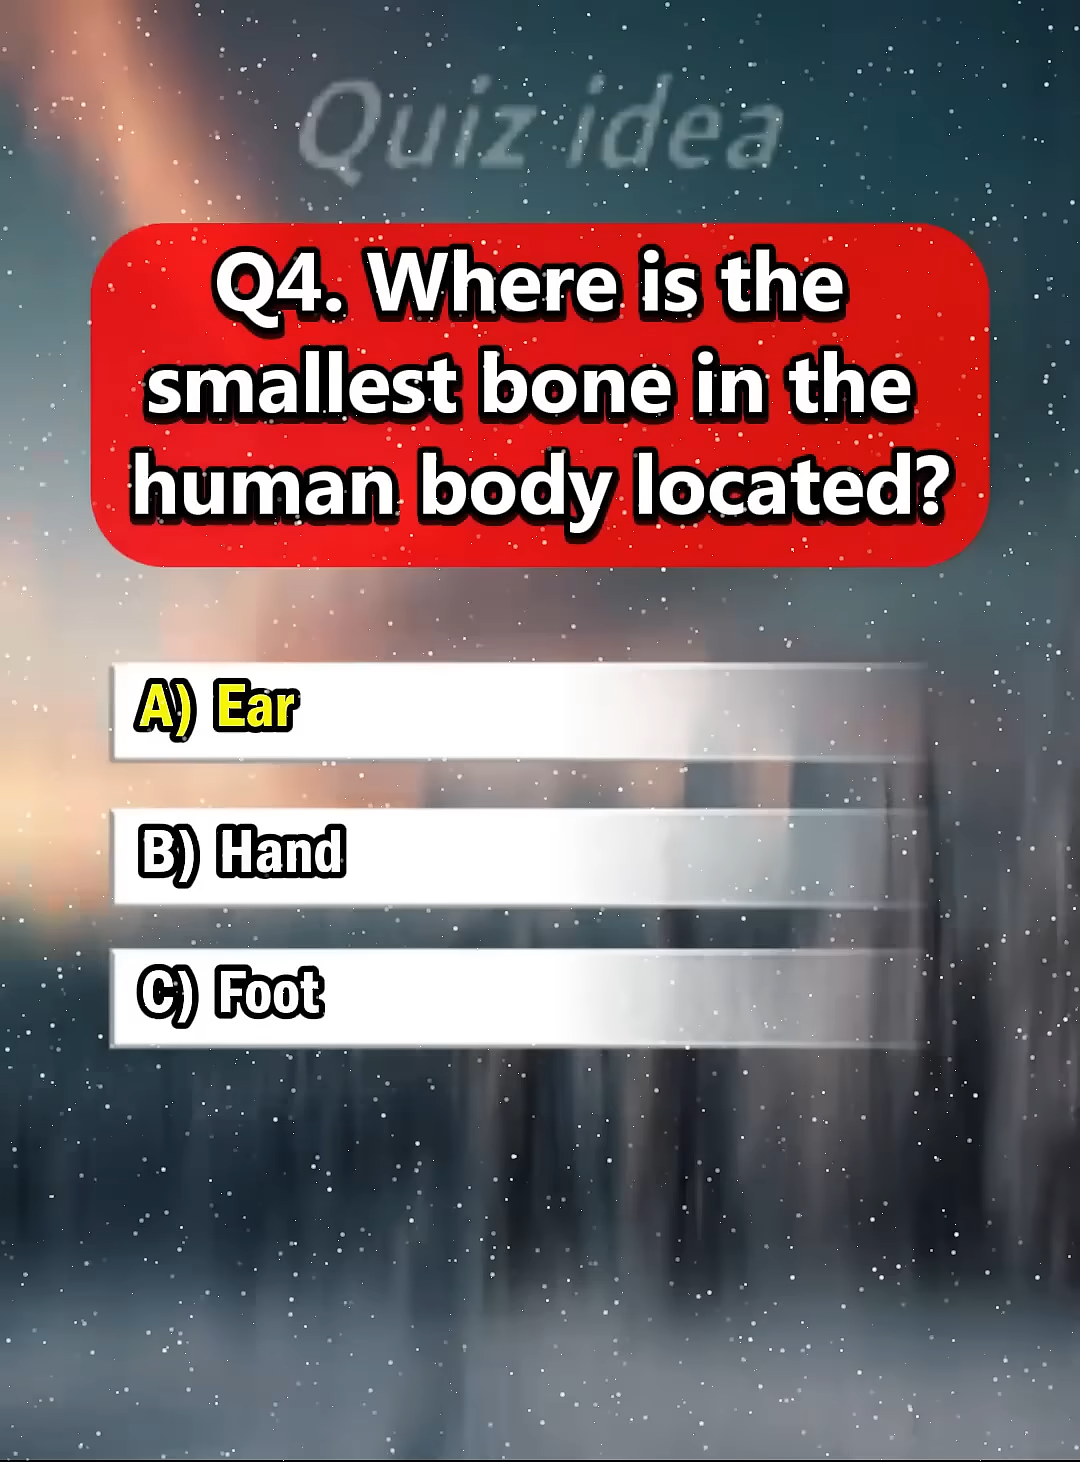 Quiz idea
Q4. Where is the
smallest bone in the
human body located?
A) Ear
B) Hand
C) Foot